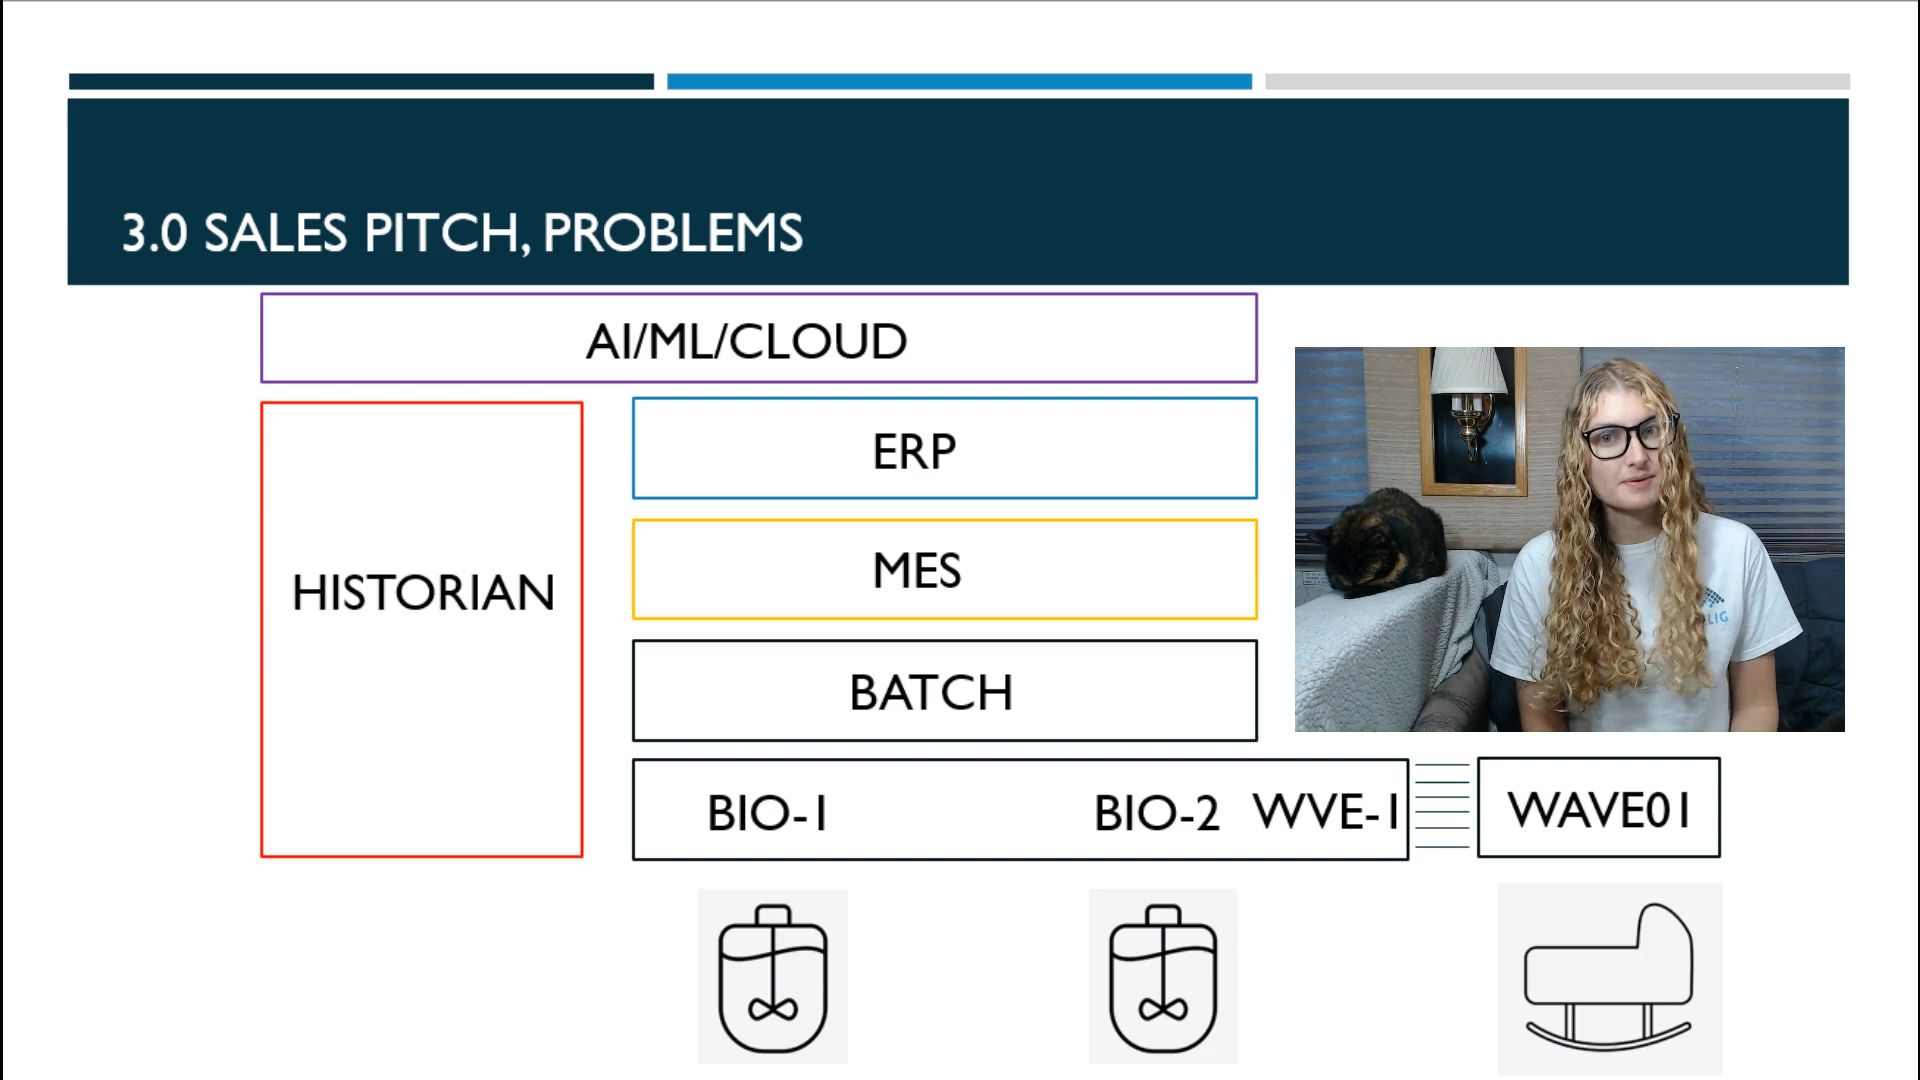 3.0 SALES PITCH, PROBLEMS
AI/ML/CLOUD
HISTORIAN
ERP
MES
BATCH
BIO-1 BIO-2 WVE-1 WAVE01
LIG